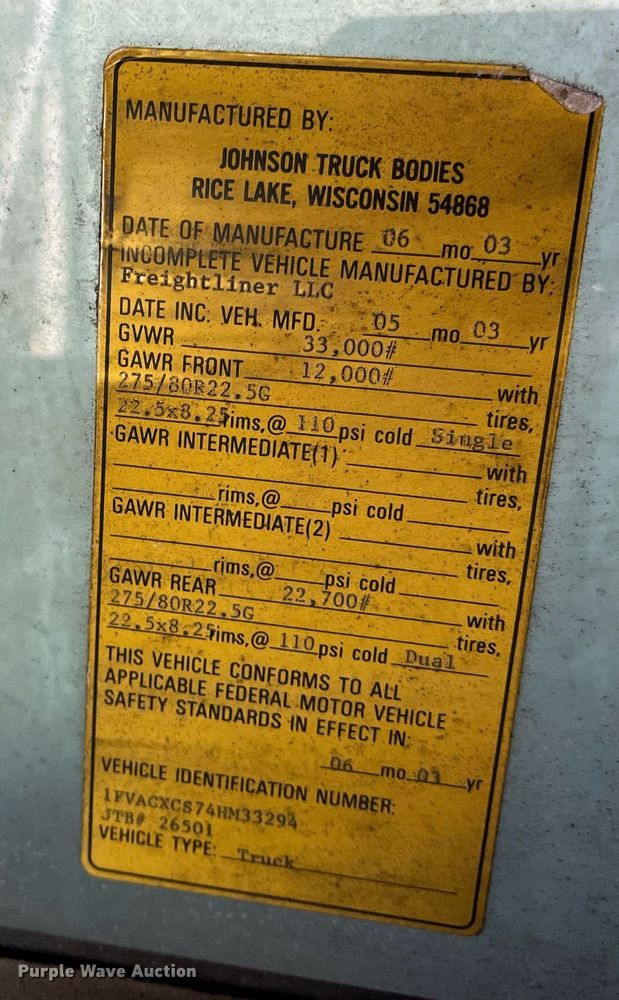 MANUFACTURED BY:
JOHNSON TRUCK BODIES
RICE LAKE, WISCONSIN 54868
DATE OF MANUFACTURE 06 mo 03 yr
INCOMPLETE VEHICLE MANUFACTURED BY:
Freightliner LLC
DATE INC. VEH. MFD. 05 mo 03 yr
GVWR 33,000#
GAWR FRONT 12,000# with
275/80R22.5G tires,
22.5x8.25 rims,@ 110 psi cold Single
GAWR INTERMEDIATE(1) with
tires,
rims,@ psi cold
GAWR INTERMEDIATE(2) with
tires,
rims,@ psi cold
GAWR REAR 22,700# with
275/80R22.5G tires,
22.5x8.25 rims,@ 110 psi cold Dual
THIS VEHICLE CONFORMS TO ALL
APPLICABLE FEDERAL MOTOR VEHICLE
SAFETY STANDARDS IN EFFECT IN:
06 mo 03 yr
VEHICLE IDENTIFICATION NUMBER:
1FVACXCS74HM33294
JTB# 26501
VEHICLE TYPE: Truck
Purple Wave Auction